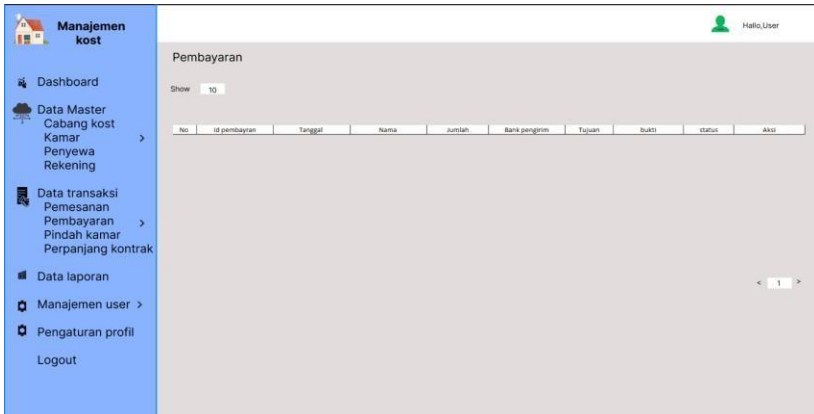 Manajemen
kost
Hallo,User
Dashboard
Data Master
Cabang kost
Kamar >
Penyewa
Rekening
Data transaksi
Pemesanan
Pembayaran >
Pindah kamar
Perpanjang kontrak
Data laporan
Manajemen user >
Pengaturan profil
Logout
Pembayaran
Show 10
No Id pembayran Tanggal Nama Jumlah Bank pengirim Tujuan bukti status Aksi
< 1 >